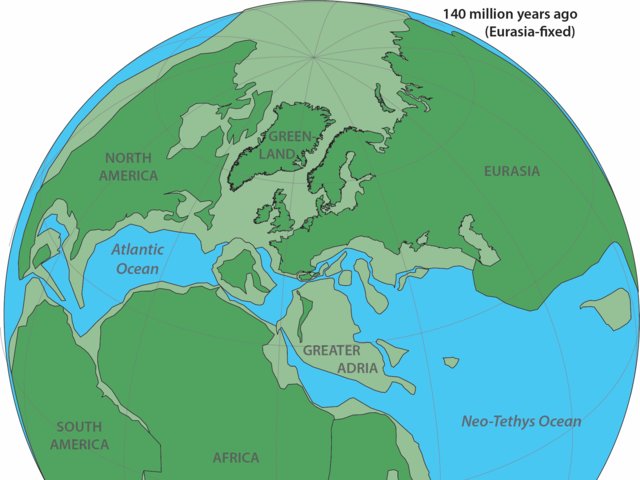 140 million years ago
(Eurasia-fixed)
GREEN-
LAND
NORTH
AMERICA
EURASIA
Atlantic
Ocean
GREATER
ADRIA
SOUTH
AMERICA
AFRICA
Neo-Tethys Ocean